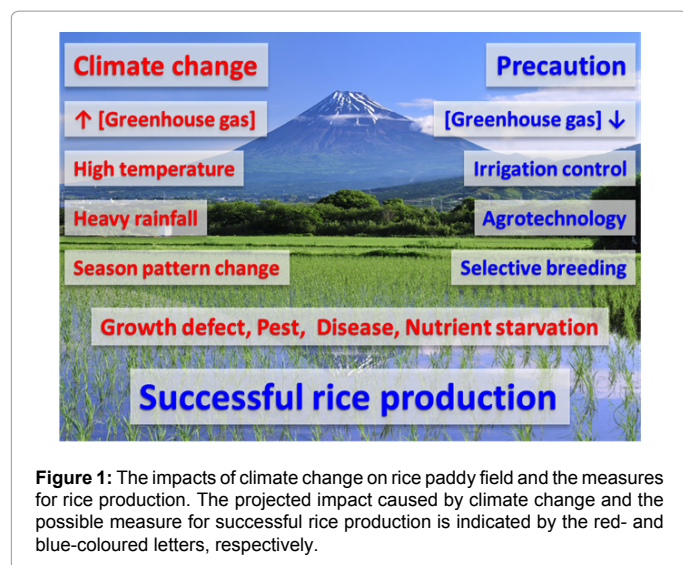 Climate change
Precaution
↑ [Greenhouse gas]
[Greenhouse gas] ↓
High temperature
Irrigation control
Heavy rainfall
Agrotechnology
Season pattern change
Selective breeding
Growth defect, Pest, Disease, Nutrient starvation
Successful rice production
Figure 1: The impacts of climate change on rice paddy field and the measures
for rice production. The projected impact caused by climate change and the
possible measure for successful rice production is indicated by the red- and
blue-coloured letters, respectively.